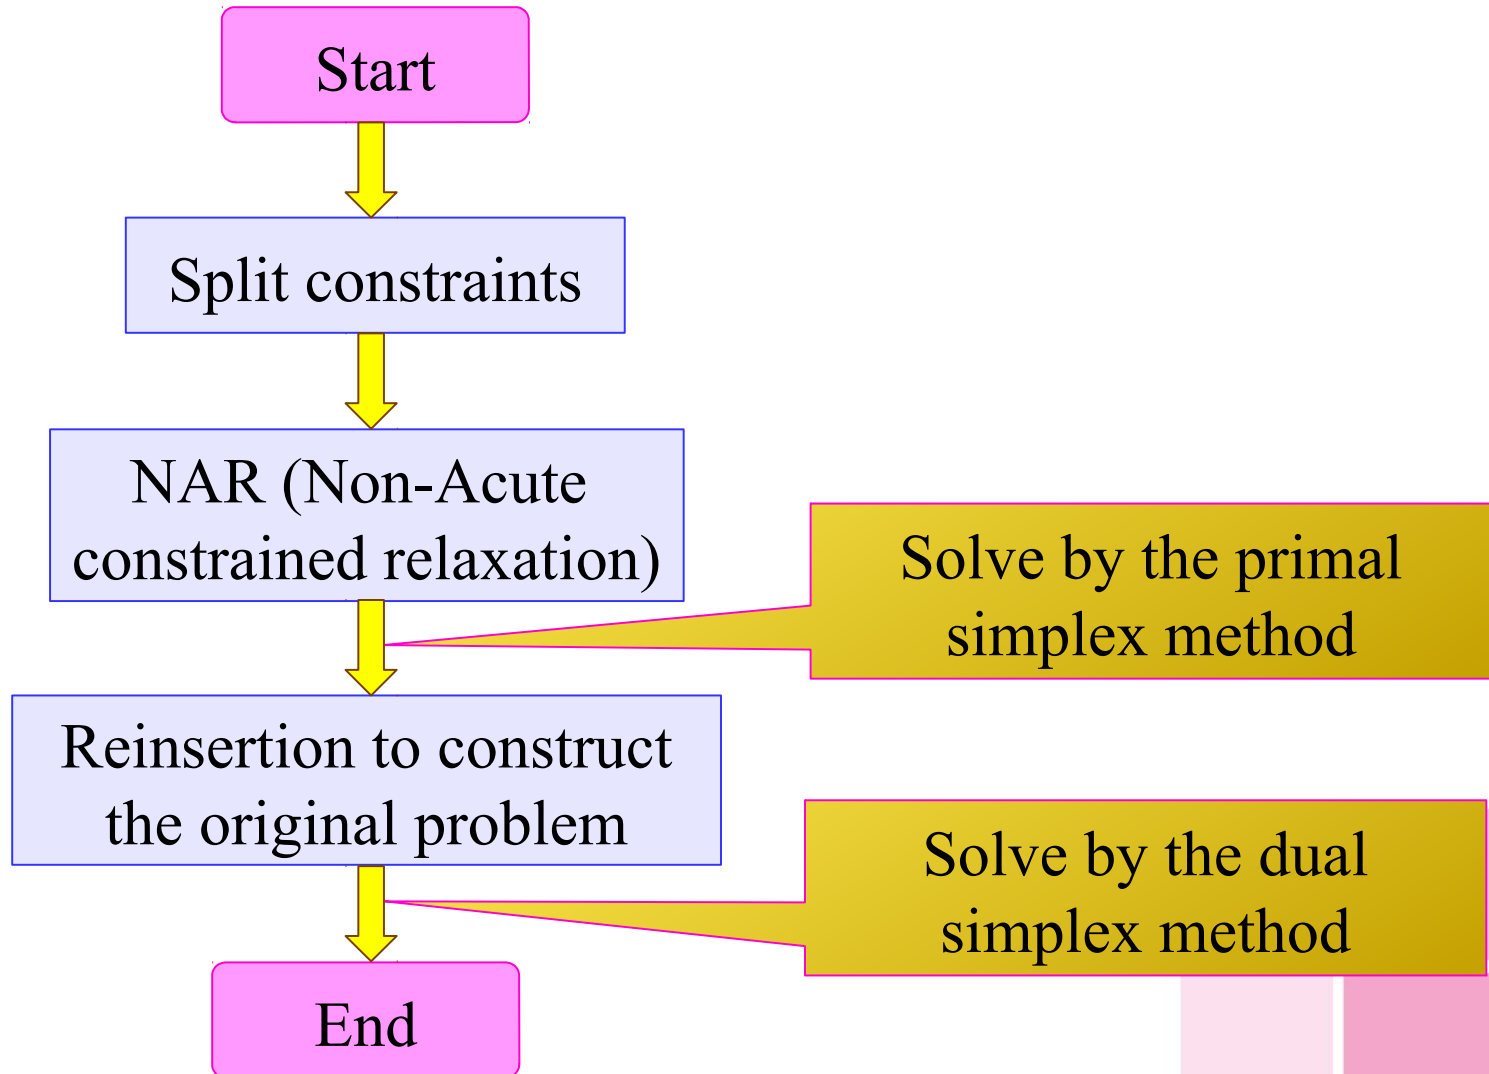 Start
Split constraints
NAR (Non-Acute
constrained relaxation)
Solve by the primal
simplex method
Reinsertion to construct
the original problem
Solve by the dual
simplex method
End